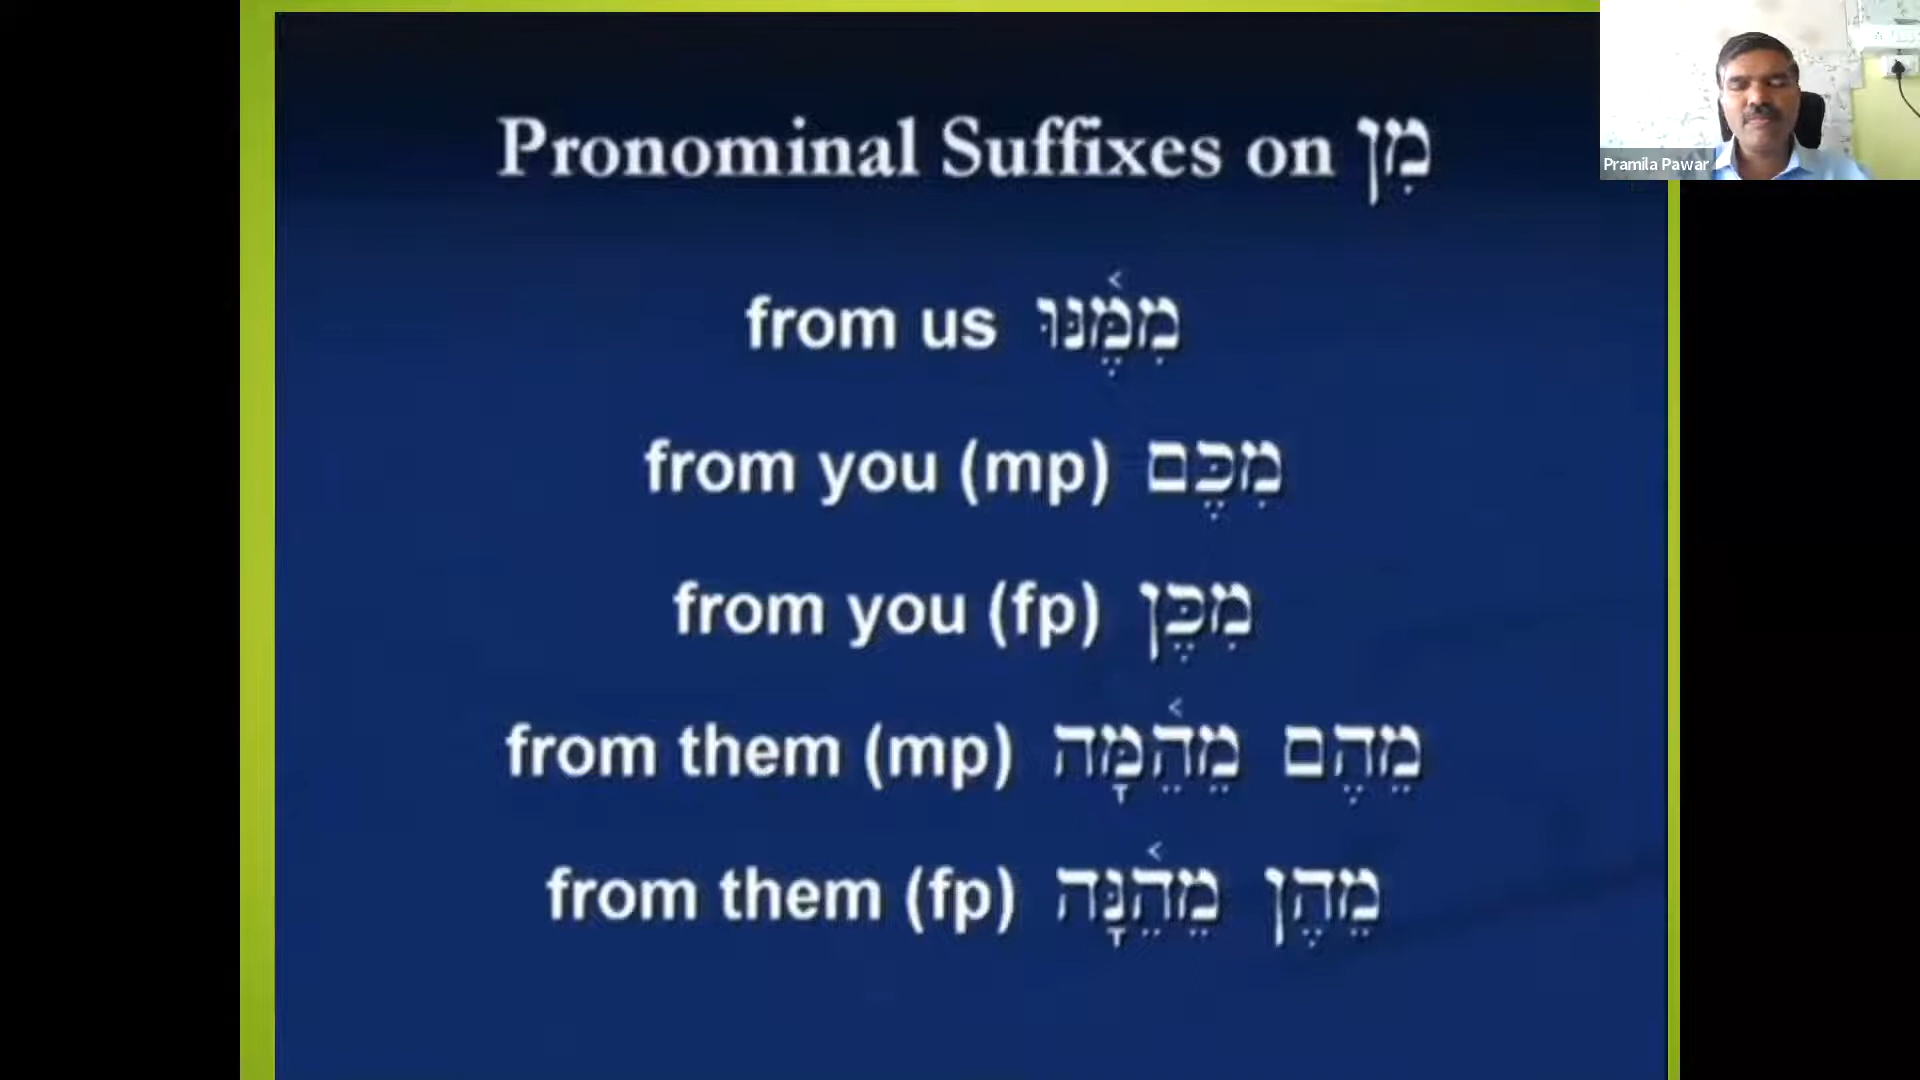 Pronominal Suffixes on מִן
from us מִמֶּ֫נּוּ
from you (mp) מִכֶּם
from you (fp) מִכֶּן
from them (mp) מֵהֶם מֵהֵ֫מָּה
from them (fp) מֵהֶן מֵהֵ֫נָּה
Pramila Pawar